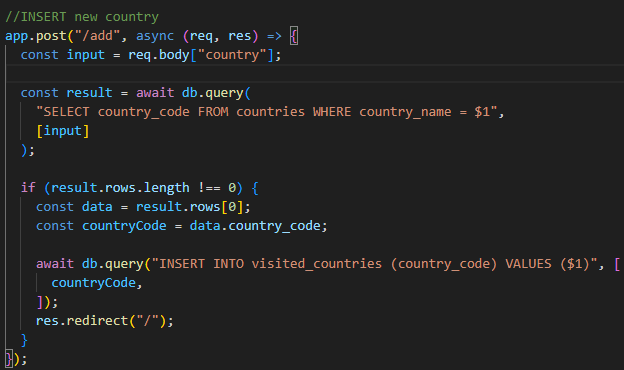 //INSERT new country
app.post("/add", async (req, res) => {
  const input = req.body["country"];

  const result = await db.query(
    "SELECT country_code FROM countries WHERE country_name = $1",
    [input]
  );

  if (result.rows.length !== 0) {
    const data = result.rows[0];
    const countryCode = data.country_code;

    await db.query("INSERT INTO visited_countries (country_code) VALUES ($1)", [
      countryCode,
    ]);
    res.redirect("/");
  }
});